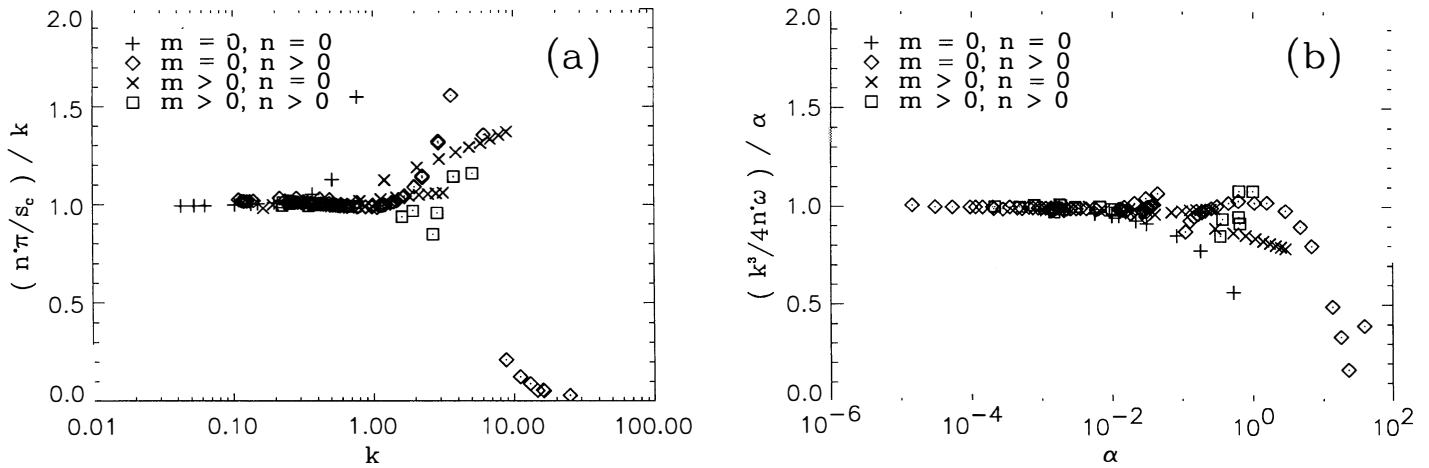 2.0
1.5
1.0
0.5
0.0
( n*π/s_c ) / k
+ m = 0, n = 0
◇ m = 0, n > 0
× m > 0, n = 0
□ m > 0, n > 0
(a)
0.01 0.10 1.00 10.00 100.00
k
2.0
1.5
1.0
0.5
0.0
( k³/4n*ω ) / α
+ m = 0, n = 0
◇ m = 0, n > 0
× m > 0, n = 0
□ m > 0, n > 0
(b)
10⁻⁶ 10⁻⁴ 10⁻² 10⁰ 10²
α